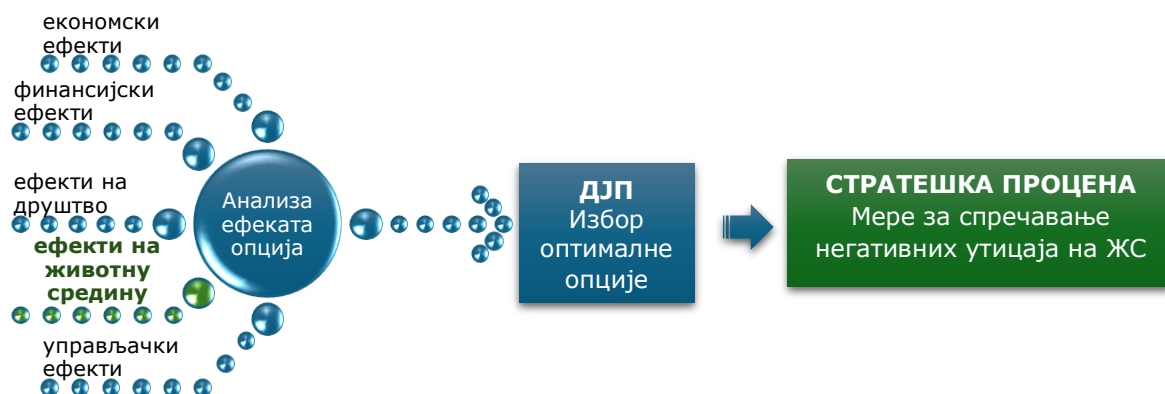 економски
ефекти
финансијски
ефекти
ефекти на
друштво
ефекти на
животну
средину
управљачки
ефекти
Анализа
ефеката
опција
ДЈП
Избор
оптималне
опције
СТРАТЕШКА ПРОЦЕНА
Мере за спречавање
негативних утицаја на ЖС